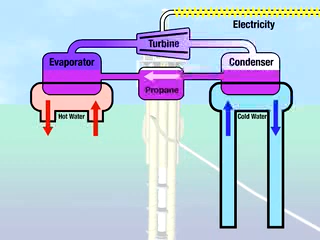 Electricity
Turbine
Evaporator
Condenser
Propane
Hot Water
Cold Water